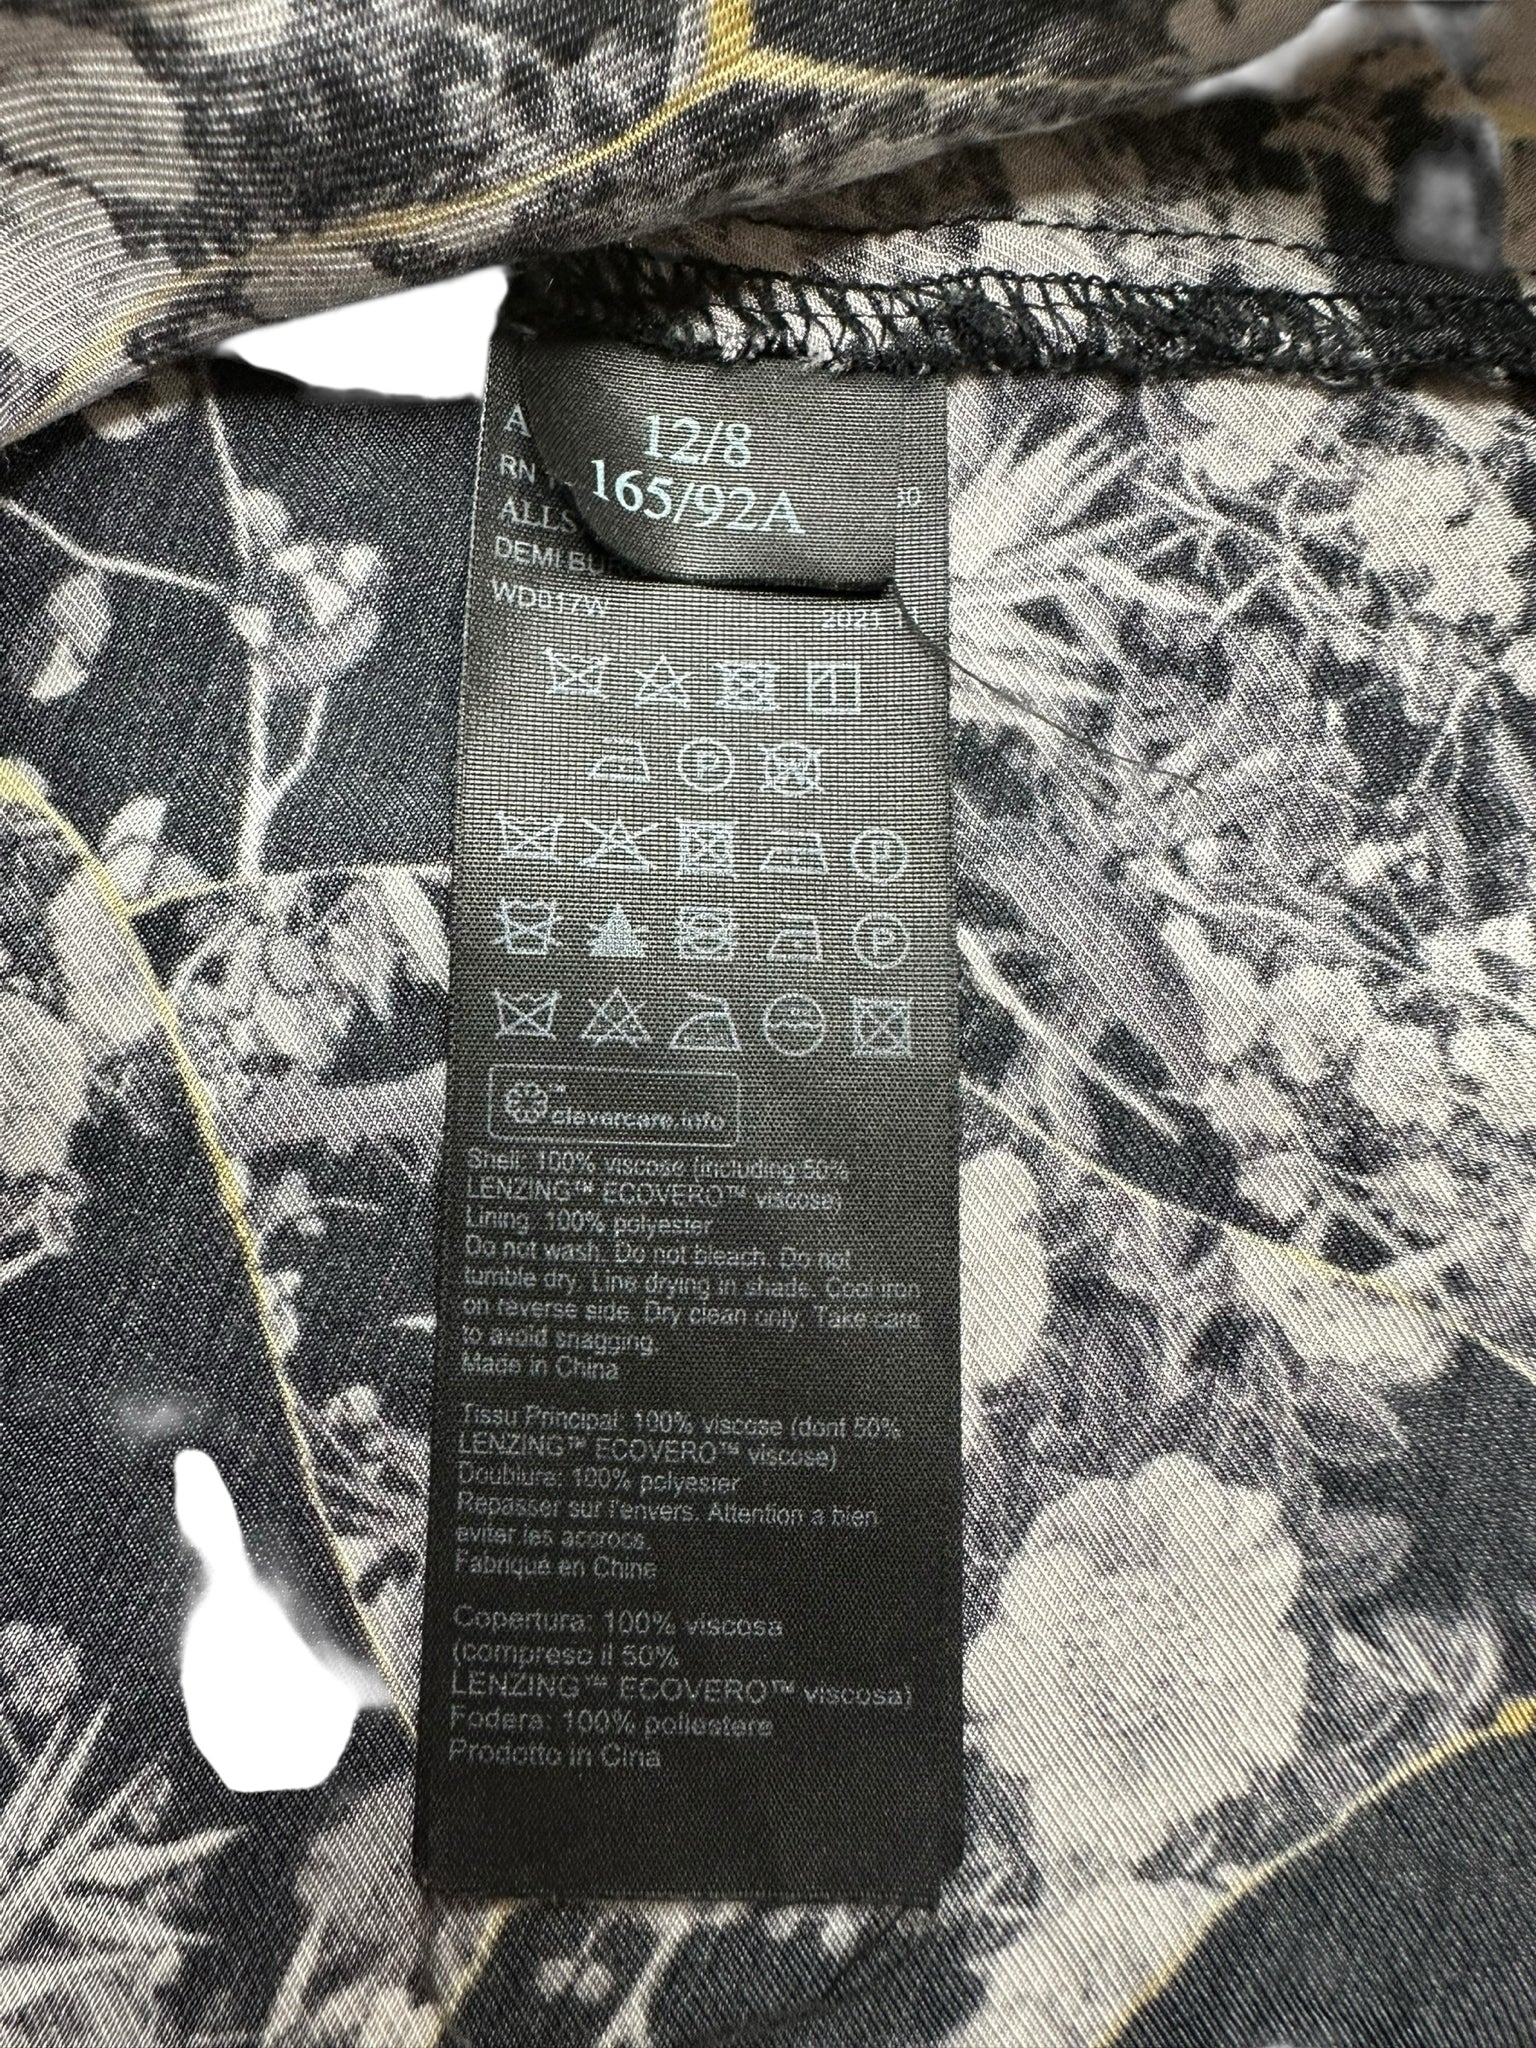 12/8
165/92A
A
RN
ALLS
DEMI BUR
WD017W 2021
P W
P
P
clevercare.info
Shell: 100% viscose (including 50%
LENZING™ ECOVERO™ viscose)
Lining: 100% polyester
Do not wash. Do not bleach. Do not
tumble dry. Line drying in shade. Cool iron
on reverse side. Dry clean only. Take care
to avoid snagging.
Made in China
Tissu Principal: 100% viscose (dont 50%
LENZING™ ECOVERO™ viscose)
Doublure: 100% polyester
Repasser sur l'envers. Attention a bien
eviter les accrocs.
Fabrique en Chine
Copertura: 100% viscosa
(compreso il 50%
LENZING™ ECOVERO™ viscosa)
Fodera: 100% poliestere
Prodotto in Cina